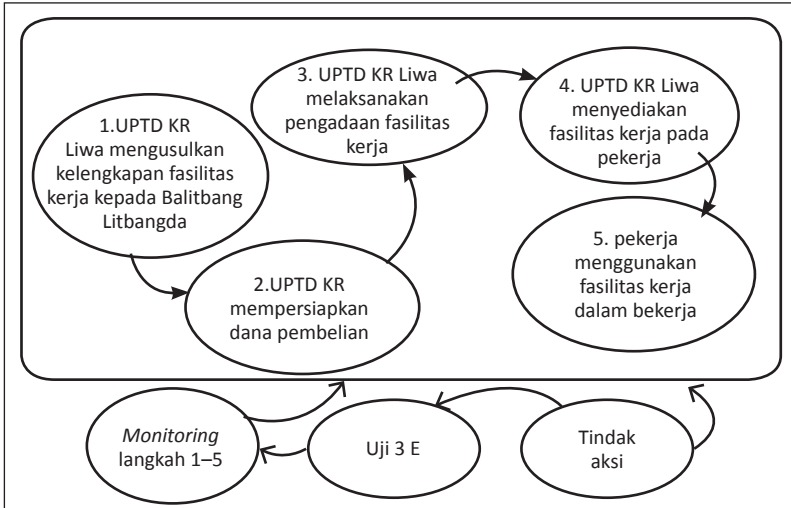 1.UPTD KR
Liwa mengusulkan
kelengkapan fasilitas
kerja kepada Balitbang
Litbangda
2.UPTD KR
mempersiapkan
dana pembelian
3. UPTD KR Liwa
melaksanakan
pengadaan fasilitas
kerja
4. UPTD KR Liwa
menyediakan
fasilitas kerja pada
pekerja
5. pekerja
menggunakan
fasilitas kerja
dalam bekerja
Monitoring
langkah 1–5
Uji 3 E
Tindak
aksi